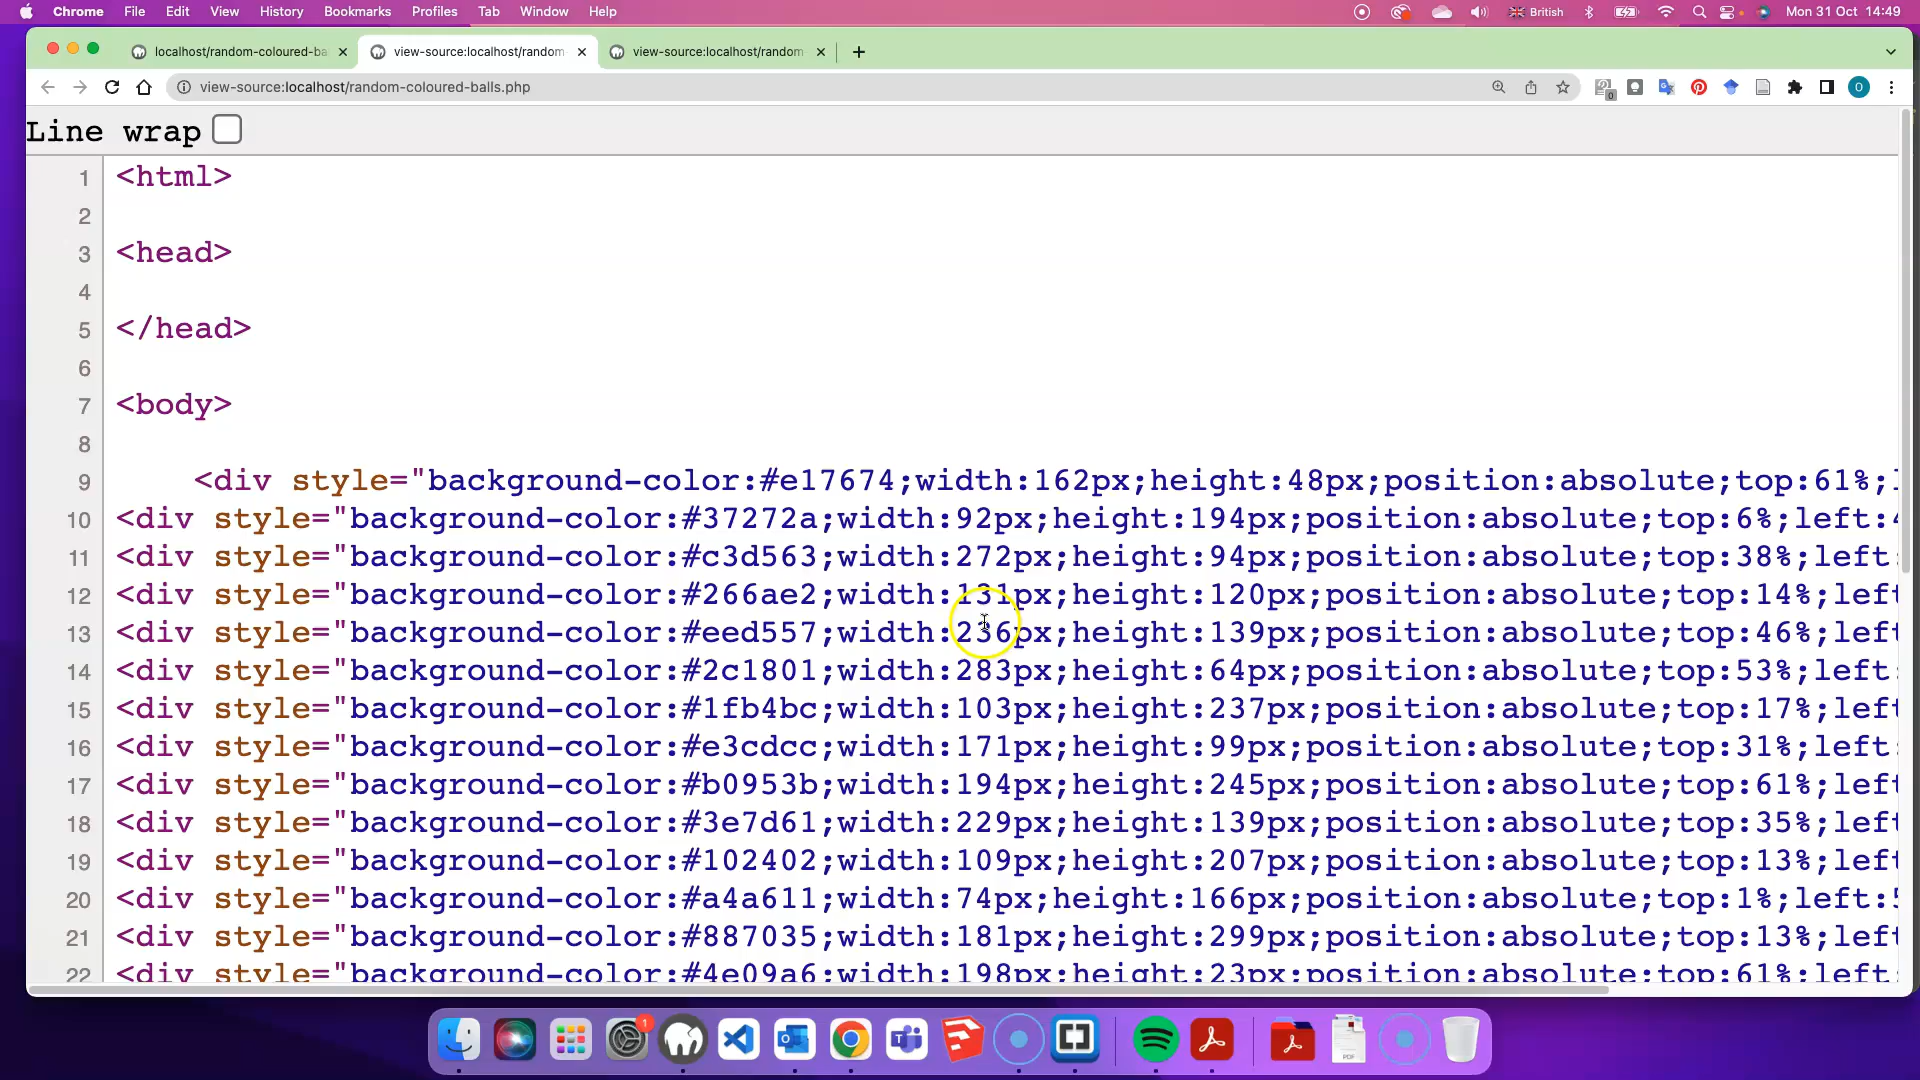 Chrome File Edit View History Bookmarks Profiles Tab Window Help British Mon 31 Oct 14:49
localhost/random-coloured-ba view-source:localhost/random- view-source:localhost/random
view-source:localhost/random-coloured-balls.php 0 O
Line wrap
1 <html>
2
3 <head>
4
5 </head>
6
7 <body>
8
9 <div style="background-color:#e17674;width:162px;height:48px;position:absolute;top:61%;l
10 <div style="background-color:#37272a;width:92px;height:194px;position:absolute;top:6%;left:4
11 <div style="background-color:#c3d563;width:272px;height:94px;position:absolute;top:38%;left:
12 <div style="background-color:#266ae2;width:131px;height:120px;position:absolute;top:14%;left
13 <div style="background-color:#eed557;width:236px;height:139px;position:absolute;top:46%;left
14 <div style="background-color:#2c1801;width:283px;height:64px;position:absolute;top:53%;left:
15 <div style="background-color:#1fb4bc;width:103px;height:237px;position:absolute;top:17%;left
16 <div style="background-color:#e3cdcc;width:171px;height:99px;position:absolute;top:31%;left:
17 <div style="background-color:#b0953b;width:194px;height:245px;position:absolute;top:61%;left
18 <div style="background-color:#3e7d61;width:229px;height:139px;position:absolute;top:35%;left
19 <div style="background-color:#102402;width:109px;height:207px;position:absolute;top:13%;left
20 <div style="background-color:#a4a611;width:74px;height:166px;position:absolute;top:1%;left:5
21 <div style="background-color:#887035;width:181px;height:299px;position:absolute;top:13%;left
22 <div style="background-color:#4e09a6;width:198px;height:23px;position:absolute;top:61%;left:
1
PDF